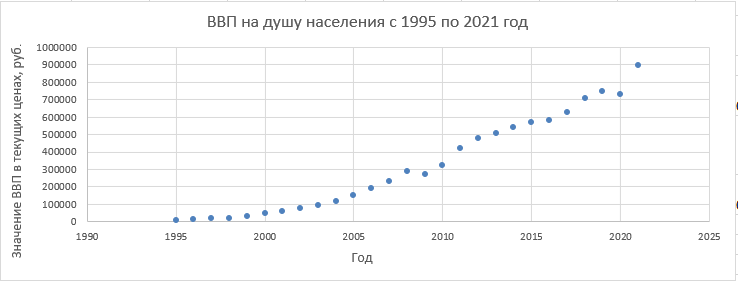 ВВП на душу населения с 1995 по 2021 год
Значение ВВП в текущих ценах, руб.
1000000
900000
800000
700000
600000
500000
400000
300000
200000
100000
0
1990 1995 2000 2005 2010 2015 2020 2025
Год